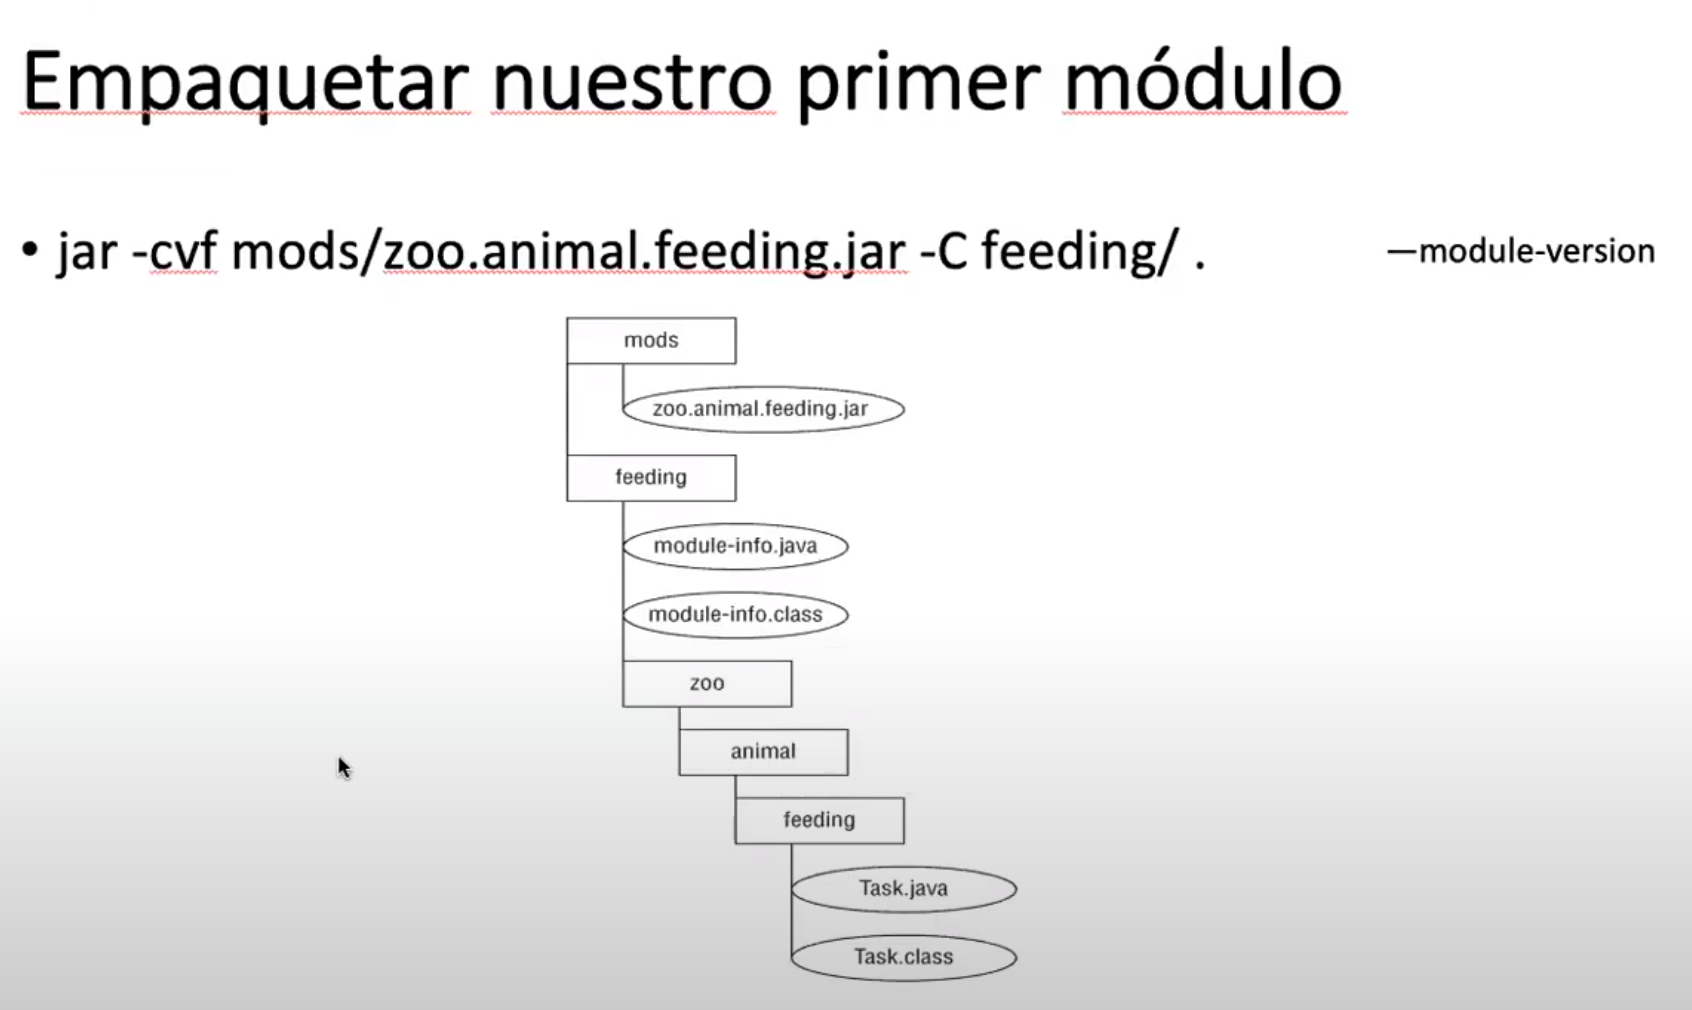 Empaquetar nuestro primer módulo
• jar -cvf mods/zoo.animal.feeding.jar -C feeding/ . —module-version
mods
zoo.animal.feeding.jar
feeding
module-info.java
module-info.class
zoo
animal
feeding
Task.java
Task.class